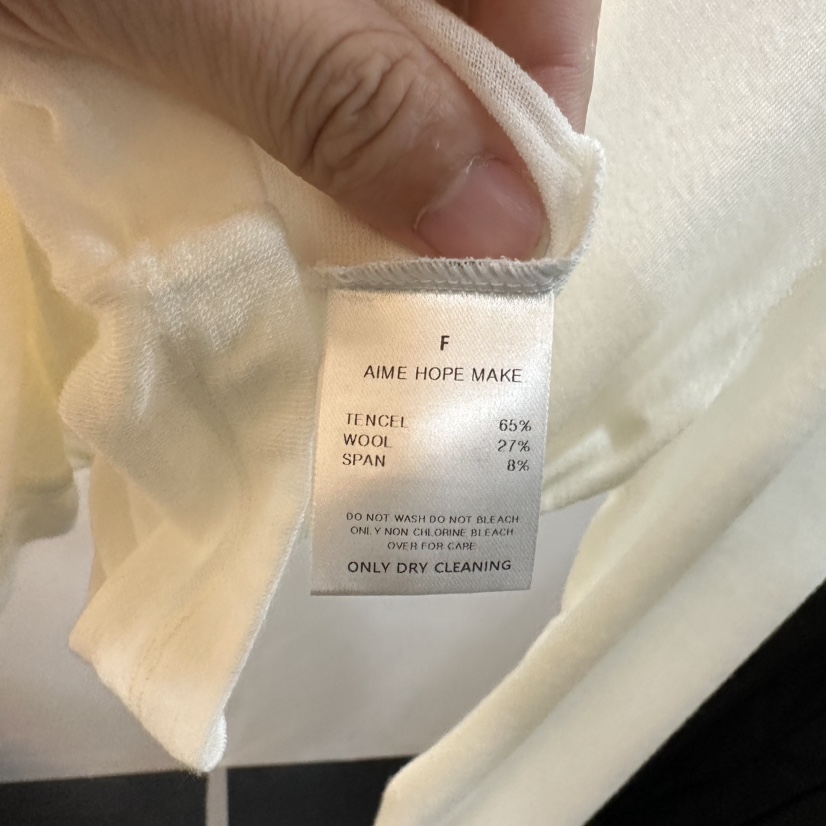 F
AIME HOPE MAKE
TENCEL 65%
WOOL 27%
SPAN 8%
DO NOT WASH DO NOT BLEACH
ONLY NON CHLORINE BLEACH
OVER FOR CARE
ONLY DRY CLEANING